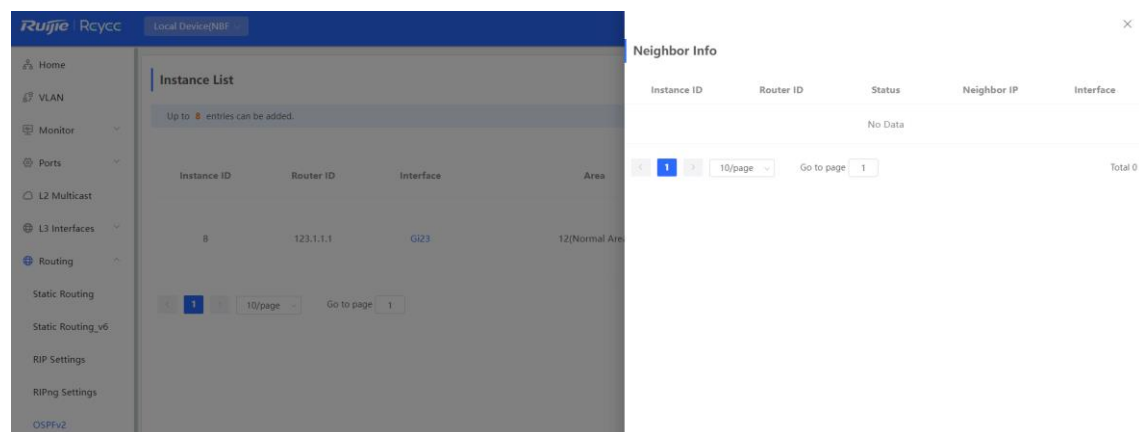 Ruijie Rcycc Local Device(NBF
Home
VLAN
Monitor
Ports
L2 Multicast
L3 Interfaces
Routing
Static Routing
Static Routing_v6
RIP Settings
RIPng Settings
OSPFv2
Instance List
Up to 8 entries can be added.
Instance ID Router ID Interface Area
8 123.1.1.1 Gi23 12(Normal Area
1 10/page Go to page 1
Neighbor Info
Instance ID Router ID Status Neighbor IP Interface
No Data
1 10/page Go to page 1 Total 0